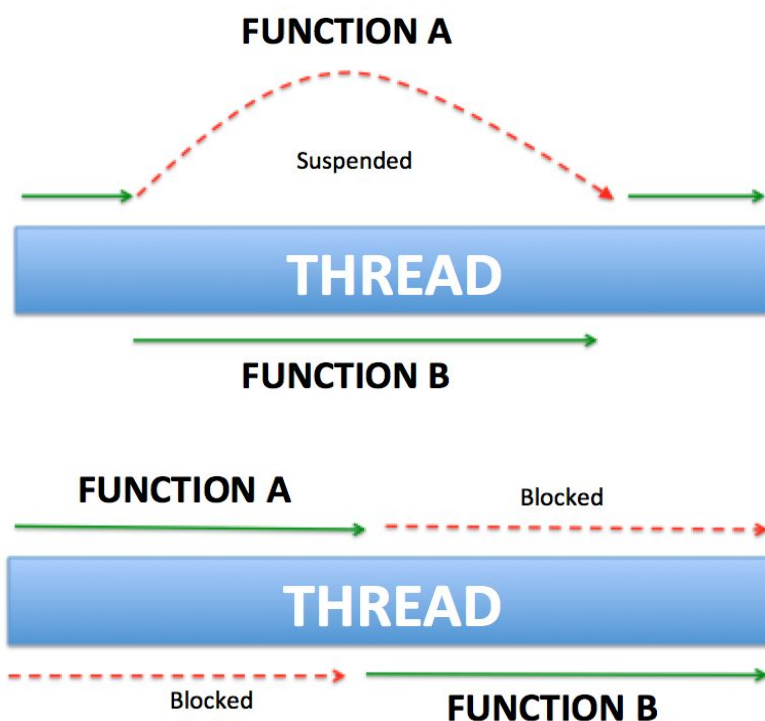 FUNCTION A
Suspended
THREAD
FUNCTION B
FUNCTION A
Blocked
THREAD
Blocked
FUNCTION B